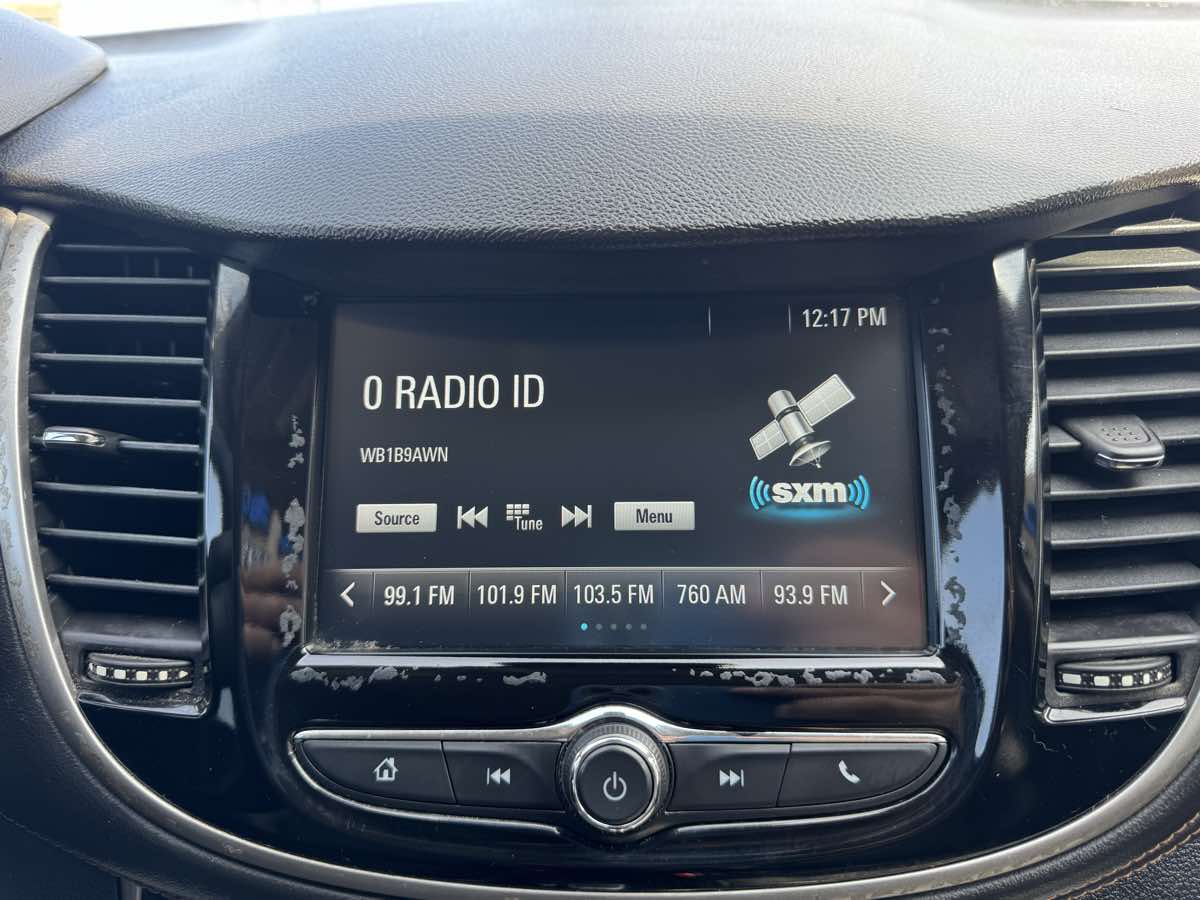 12:17 PM
0 RADIO ID
WB1B9AWN
sxm
Source Tune Menu
99.1 FM 101.9 FM 103.5 FM 760 AM 93.9 FM